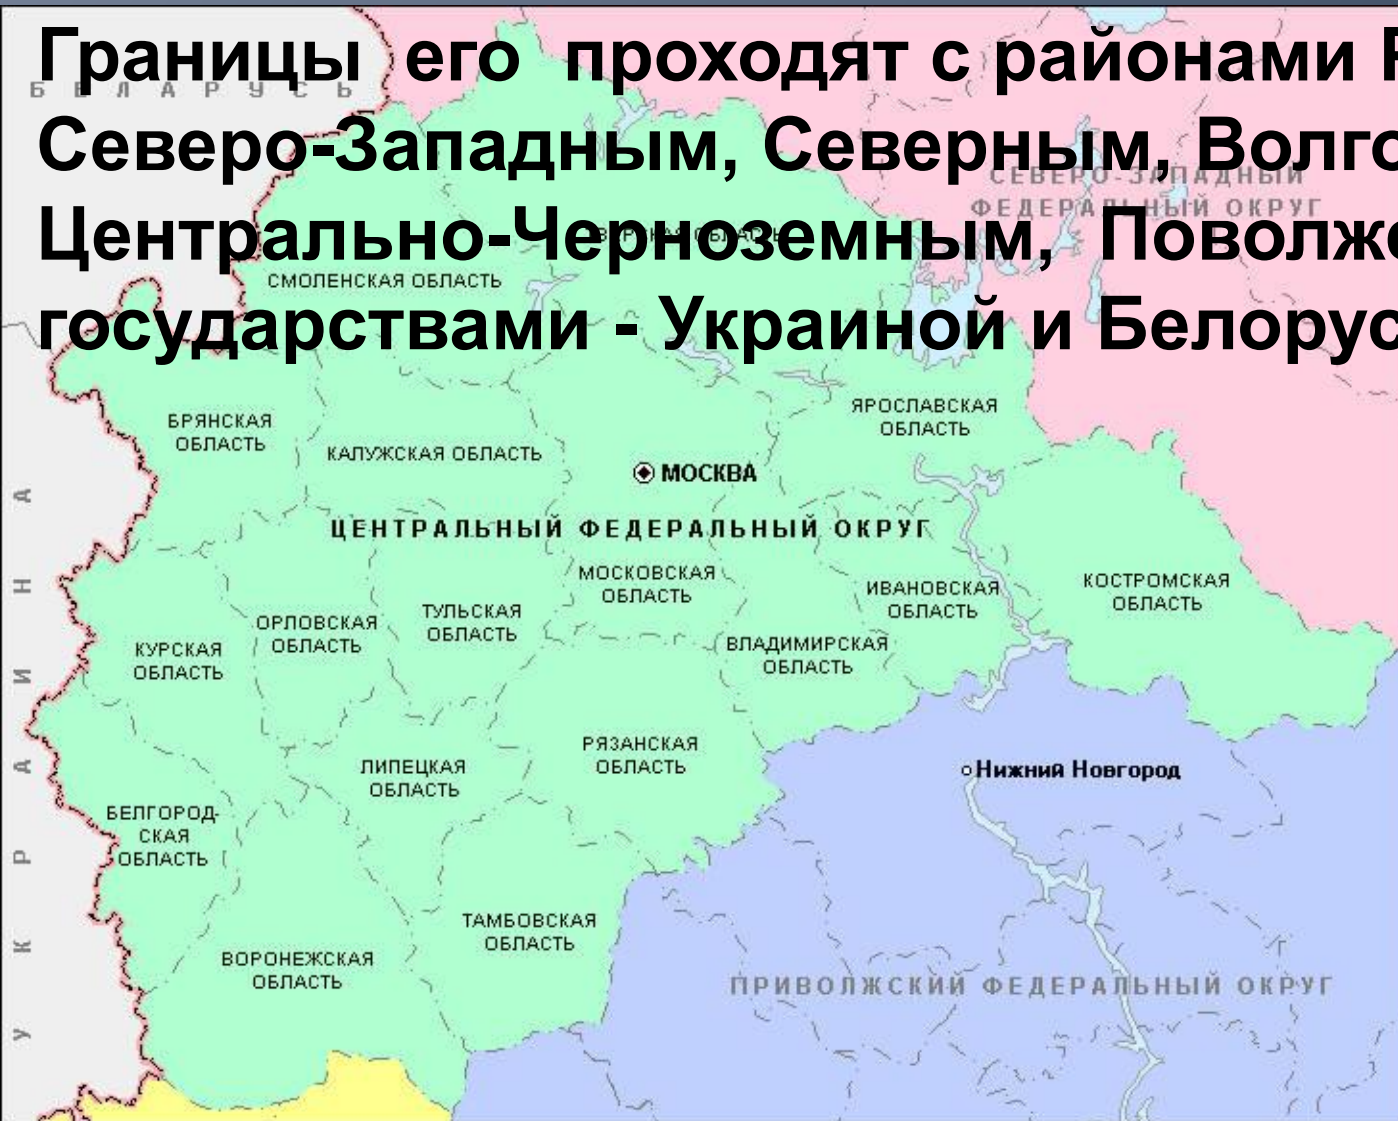 Границы его проходят с районами
Северо-Западным, Северным,
Центрально-Черноземным,
государствами - Украиной и
БЕЛАРУСЬ
СЕВЕРО-ЗАПАДНЫЙ
ФЕДЕРАЛЬНЫЙ ОКРУГ
СМОЛЕНСКАЯ ОБЛАСТЬ
БРЯНСКАЯ
ОБЛАСТЬ
КАЛУЖСКАЯ ОБЛАСТЬ
ЯРОСЛАВСКАЯ
ОБЛАСТЬ
МОСКВА
ЦЕНТРАЛЬНЫЙ ФЕДЕРАЛЬНЫЙ ОКРУГ
МОСКОВСКАЯ
ОБЛАСТЬ
ИВАНОВСКАЯ
ОБЛАСТЬ
КОСТРОМСКАЯ
ОБЛАСТЬ
ОРЛОВСКАЯ
ОБЛАСТЬ
ТУЛЬСКАЯ
ОБЛАСТЬ
КУРСКАЯ
ОБЛАСТЬ
ВЛАДИМИРСКАЯ
ОБЛАСТЬ
УКРАИНА
ЛИПЕЦКАЯ
ОБЛАСТЬ
РЯЗАНСКАЯ
ОБЛАСТЬ
Нижний Новгород
БЕЛГОРОД-
СКАЯ
ОБЛАСТЬ
ТАМБОВСКАЯ
ОБЛАСТЬ
ВОРОНЕЖСКАЯ
ОБЛАСТЬ
ПРИВОЛЖСКИЙ ФЕДЕРАЛЬНЫЙ ОКРУГ